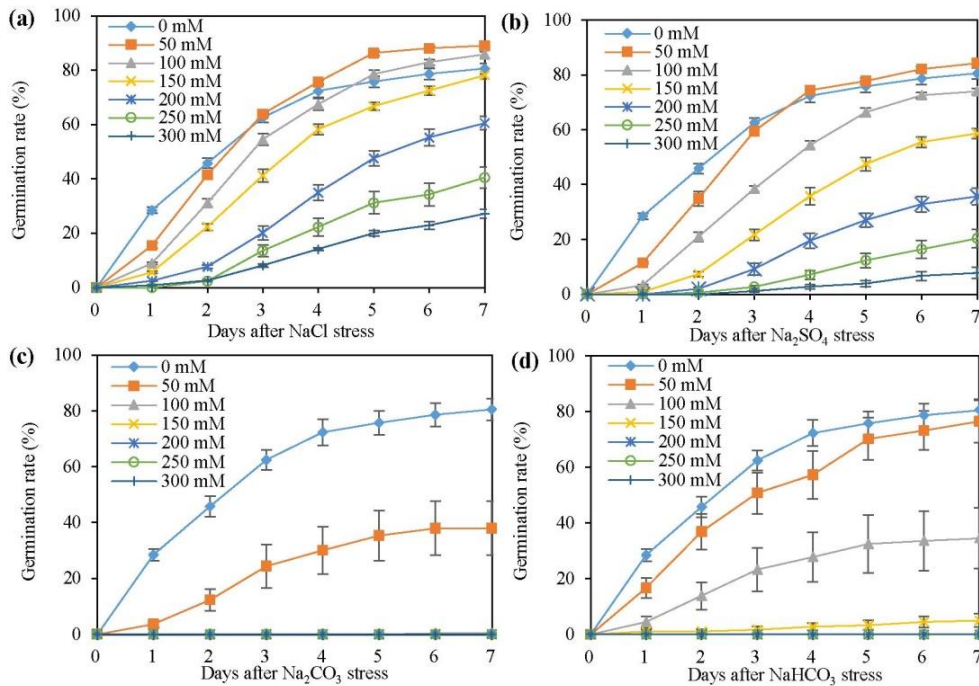 (a)
100
80
60
40
20
0
Germination rate (%)
0 mM
50 mM
100 mM
150 mM
200 mM
250 mM
300 mM
0 1 2 3 4 5 6 7
Days after NaCl stress
(b)
100
80
60
40
20
0
Germination rate (%)
0 mM
50 mM
100 mM
150 mM
200 mM
250 mM
300 mM
0 1 2 3 4 5 6 7
Days after Na₂SO₄ stress
(c)
100
80
60
40
20
0
Germination rate (%)
0 mM
50 mM
100 mM
150 mM
200 mM
250 mM
300 mM
0 1 2 3 4 5 6 7
Days after Na₂CO₃ stress
(d)
100
80
60
40
20
0
Germination rate (%)
0 mM
50 mM
100 mM
150 mM
200 mM
250 mM
300 mM
0 1 2 3 4 5 6 7
Days after NaHCO₃ stress